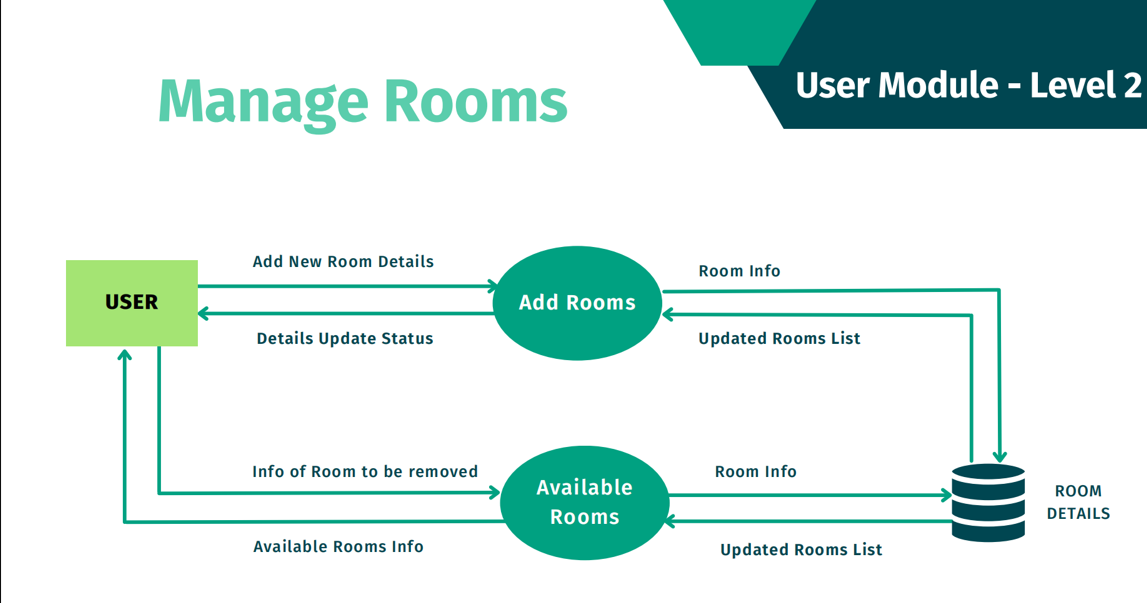 Manage Rooms
User Module - Level 2
Add New Room Details
Room Info
USER
Add Rooms
Details Update Status
Updated Rooms List
Info of Room to be removed
Room Info
Available
Rooms
ROOM
DETAILS
Available Rooms Info
Updated Rooms List